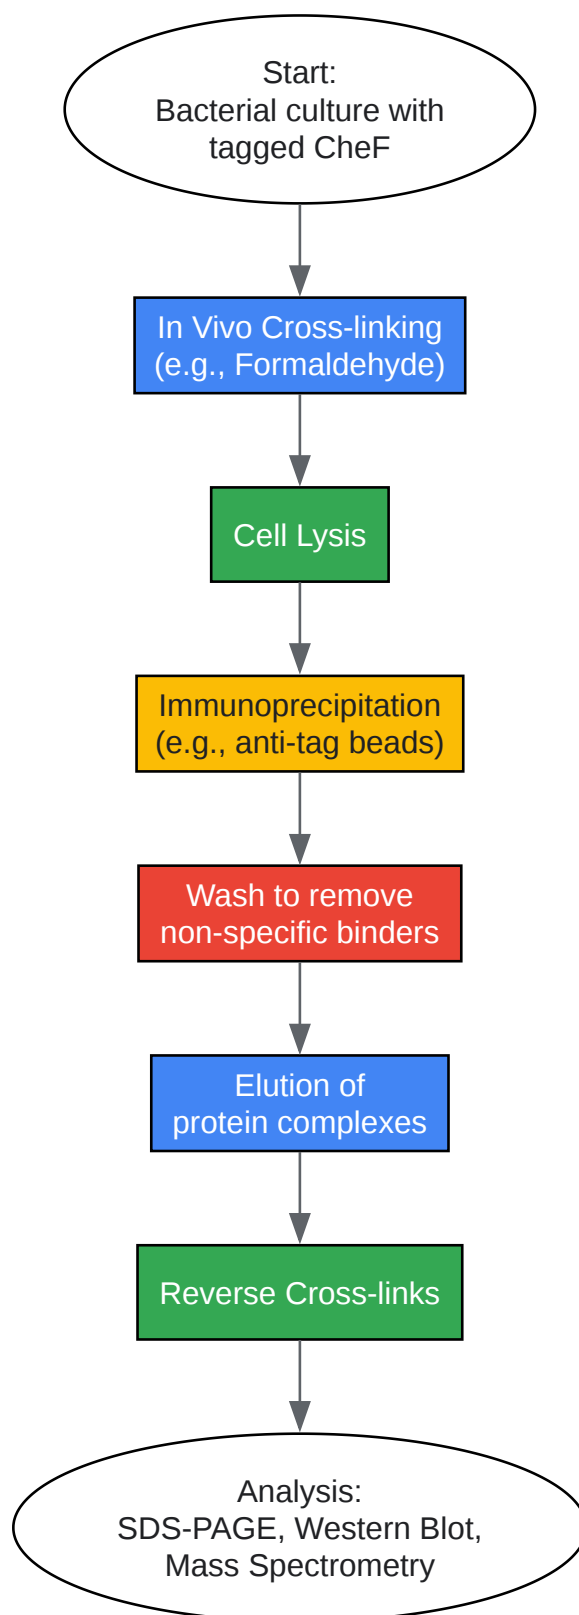 Start:
Bacterial culture with
tagged CheF
In Vivo Cross-linking
(e.g., Formaldehyde)
Cell Lysis
Immunoprecipitation
(e.g., anti-tag beads)
Wash to remove
non-specific binders
Elution of
protein complexes
Reverse Cross-links
Analysis:
SDS-PAGE, Western Blot,
Mass Spectrometry